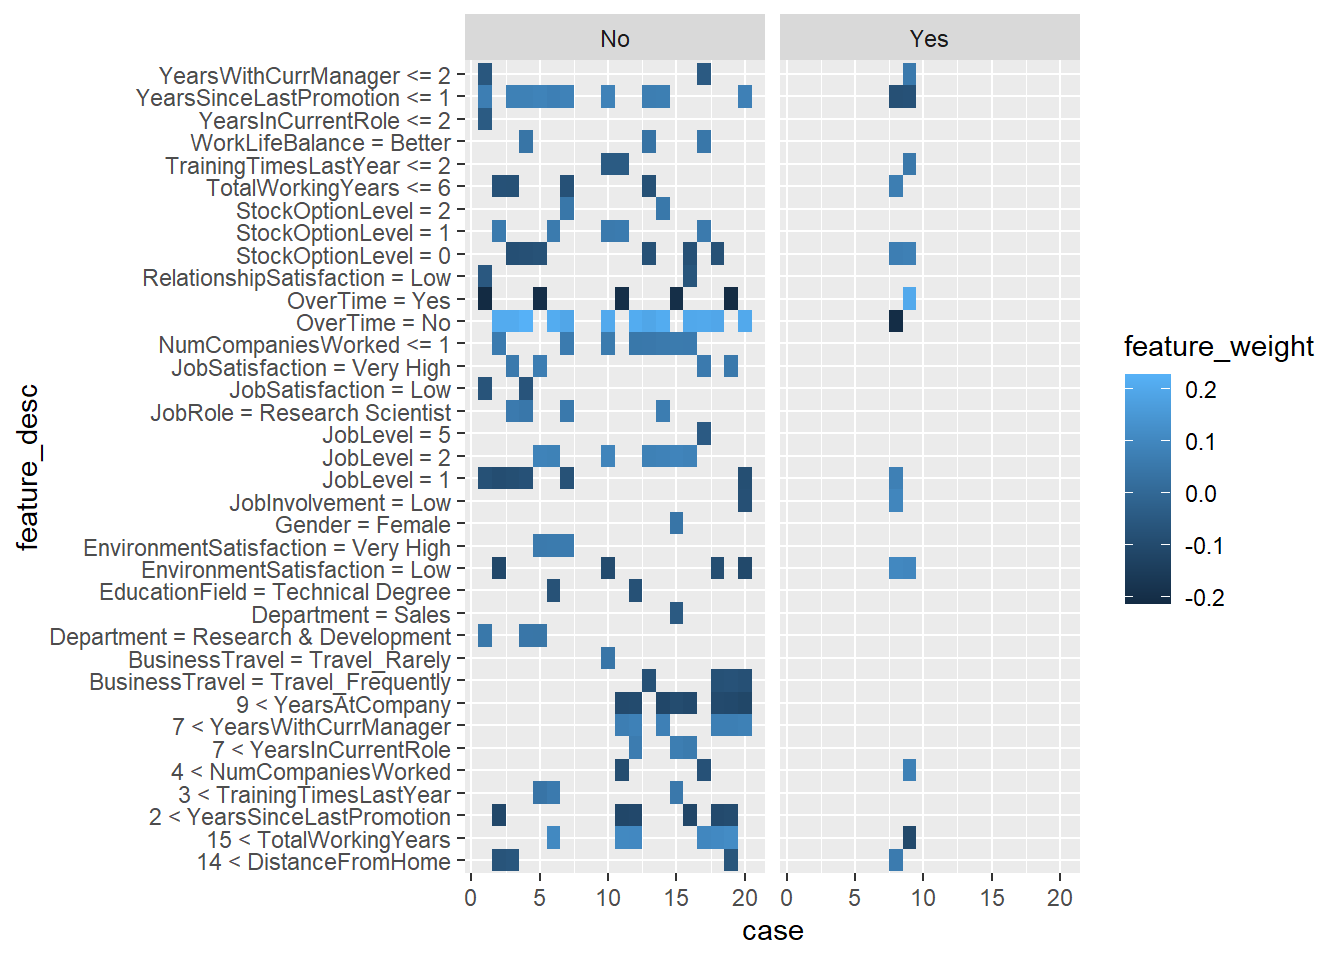 No
Yes
YearsWithCurrManager <= 2
YearsSinceLastPromotion <= 1
YearsInCurrentRole <= 2
WorkLifeBalance = Better
TrainingTimesLastYear <= 2
TotalWorkingYears <= 6
StockOptionLevel = 2
StockOptionLevel = 1
StockOptionLevel = 0
RelationshipSatisfaction = Low
OverTime = Yes
OverTime = No
NumCompaniesWorked <= 1
JobSatisfaction = Very High
JobSatisfaction = Low
JobRole = Research Scientist
JobLevel = 5
JobLevel = 2
JobLevel = 1
JobInvolvement = Low
Gender = Female
EnvironmentSatisfaction = Very High
EnvironmentSatisfaction = Low
EducationField = Technical Degree
Department = Sales
Department = Research & Development
BusinessTravel = Travel_Rarely
BusinessTravel = Travel_Frequently
9 < YearsAtCompany
7 < YearsWithCurrManager
7 < YearsInCurrentRole
4 < NumCompaniesWorked
3 < TrainingTimesLastYear
2 < YearsSinceLastPromotion
15 < TotalWorkingYears
14 < DistanceFromHome
feature_desc
0 5 10 15 20
0 5 10 15 20
case
feature_weight
0.2
0.1
0.0
-0.1
-0.2